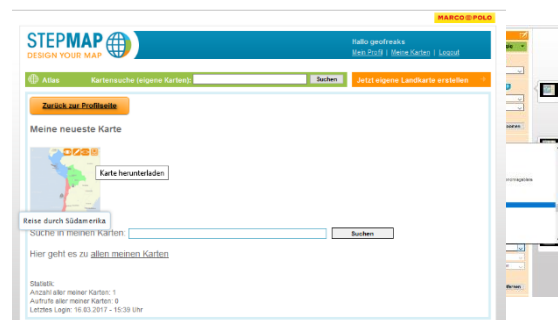 MARCO POLO
STEPMAP
DESIGN YOUR MAP
Hallo geofreaks
Mein Profil | Meine Karten | Logout
Atlas Kartensuche (eigene Karten): Suchen Jetzt eigene Landkarte erstellen
Zurück zur Profilseite
Meine neueste Karte
Karte herunterladen
Reise durch Südamerika
Suche in meinen Karten: Suchen
Hier geht es zu allen meinen Karten
Statistik:
Anzahl aller meiner Karten: 1
Aufrufe aller meiner Karten: 0
Letztes Login: 16.03.2017 - 15:39 Uhr